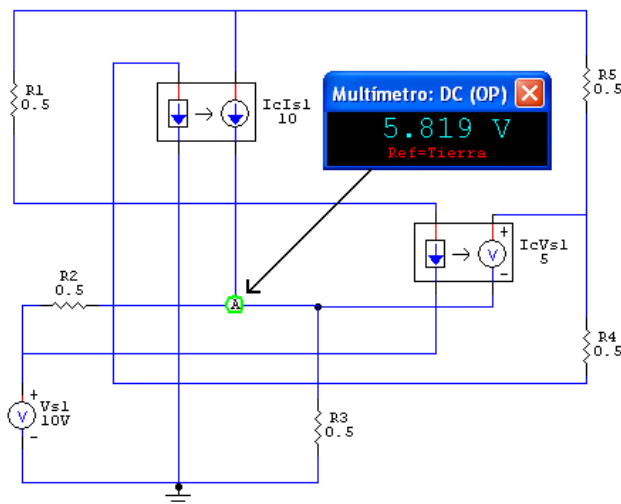 R1
0.5
IcIs1
10
Multímetro: DC (OP)
5.819 V
Ref=Tierra
R5
0.5
+
V
-
IcVs1
5
R2
0.5
A
R4
0.5
+
V
-
Vs1
10V
R3
0.5